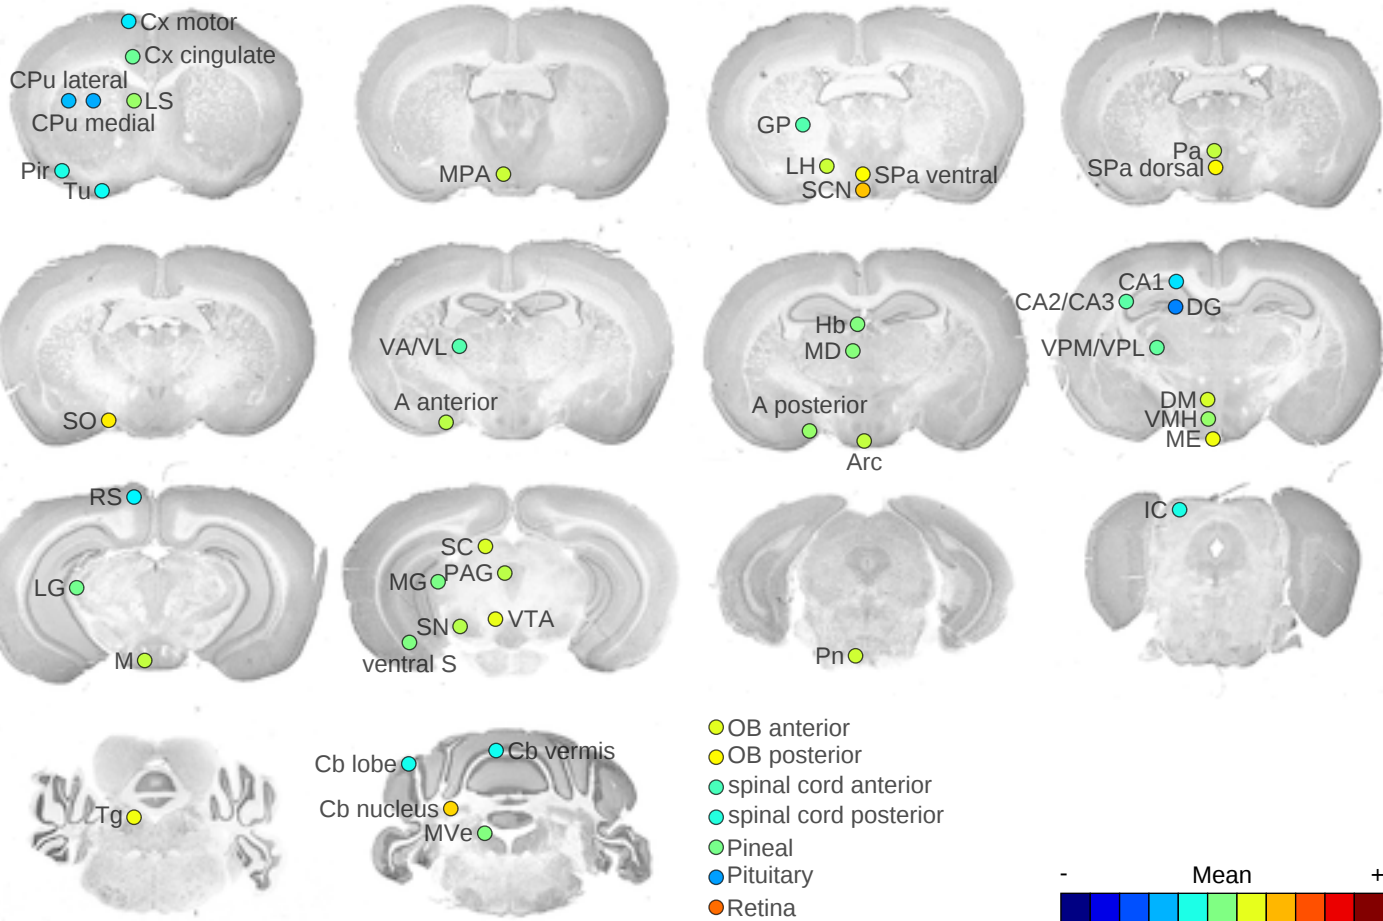 Cx motor
Cx cingulate
CPu lateral
LS
CPu medial
Pir
Tu
MPA
GP
LH
SPa ventral
SCN
Pa
SPa dorsal
SO
VA/VL
A anterior
Hb
MD
A posterior
Arc
CA1
CA2/CA3
DG
VPM/VPL
DM
VMH
ME
RS
LG
M
SC
PAG
MG
VTA
SN
ventral S
Pn
IC
Tg
Cb vermis
Cb lobe
Cb nucleus
MVe
OB anterior
OB posterior
spinal cord anterior
spinal cord posterior
Pineal
Pituitary
Retina
- Mean +